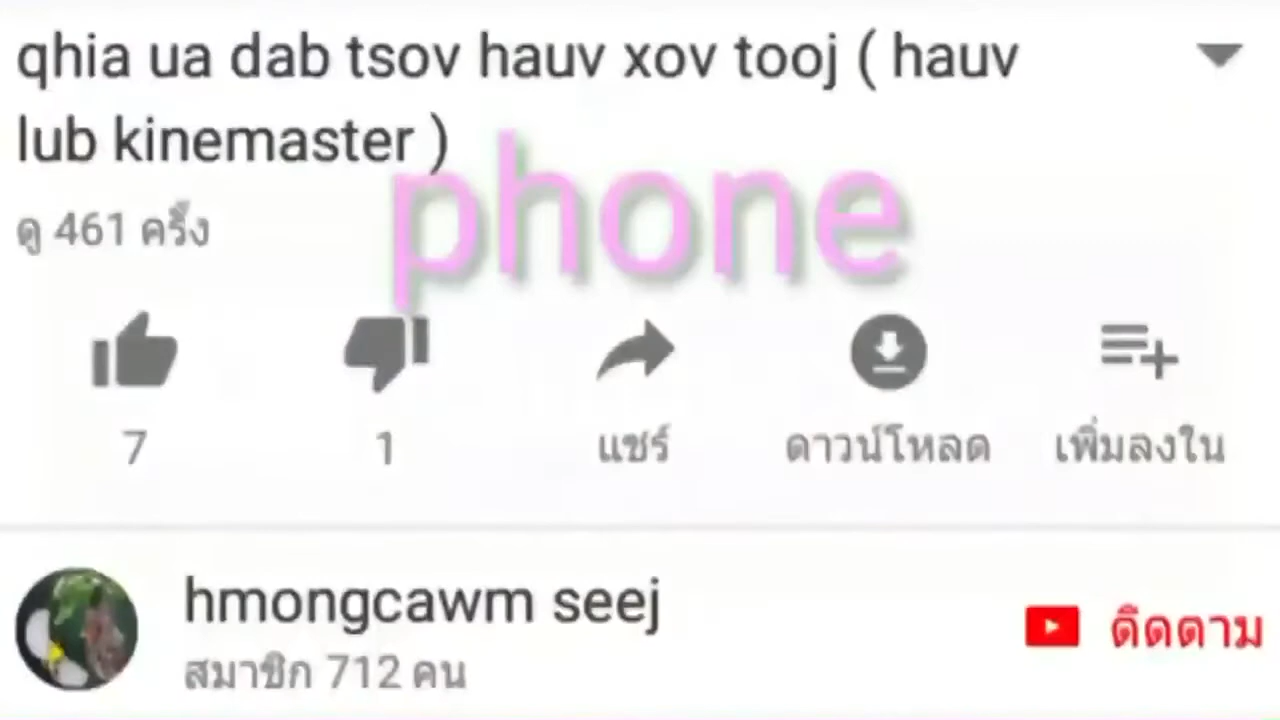 qhia ua dab tsov hauv xov tooj ( hauv
lub kinemaster )
phone
ดู 461 ครั้ง
7
1
แชร์
ดาวน์โหลด
เพิ่มลงใน
hmongcawm seej
ติดตาม
สมาชิก 712 คน